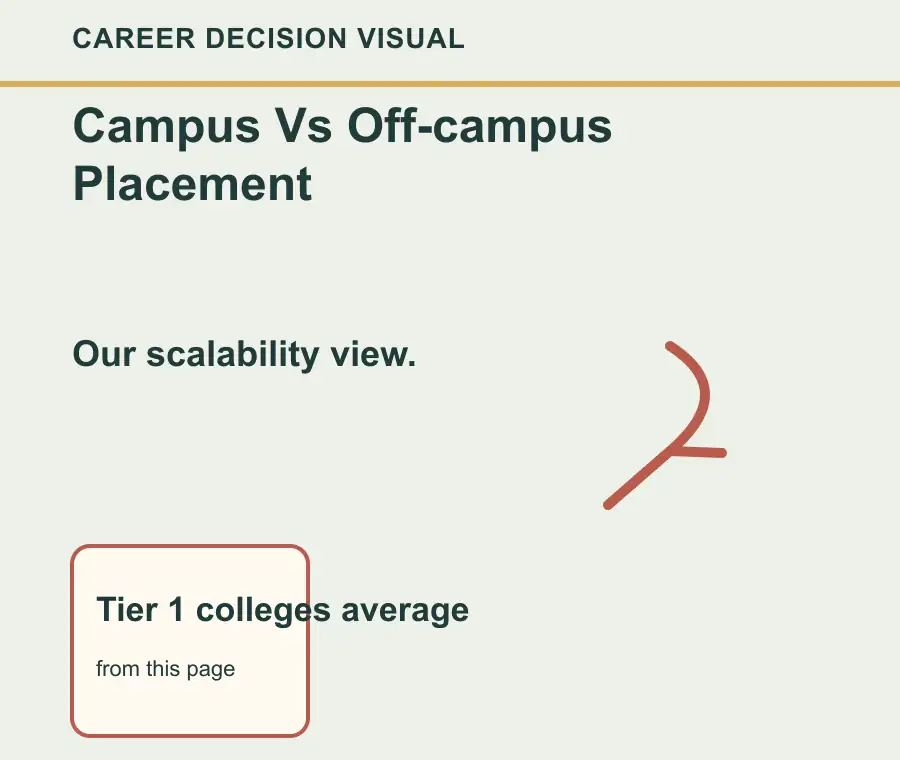 CAREER DECISION VISUAL
Campus Vs Off-campus
Placement
Our scalability view.
Tier 1 colleges average
from this page